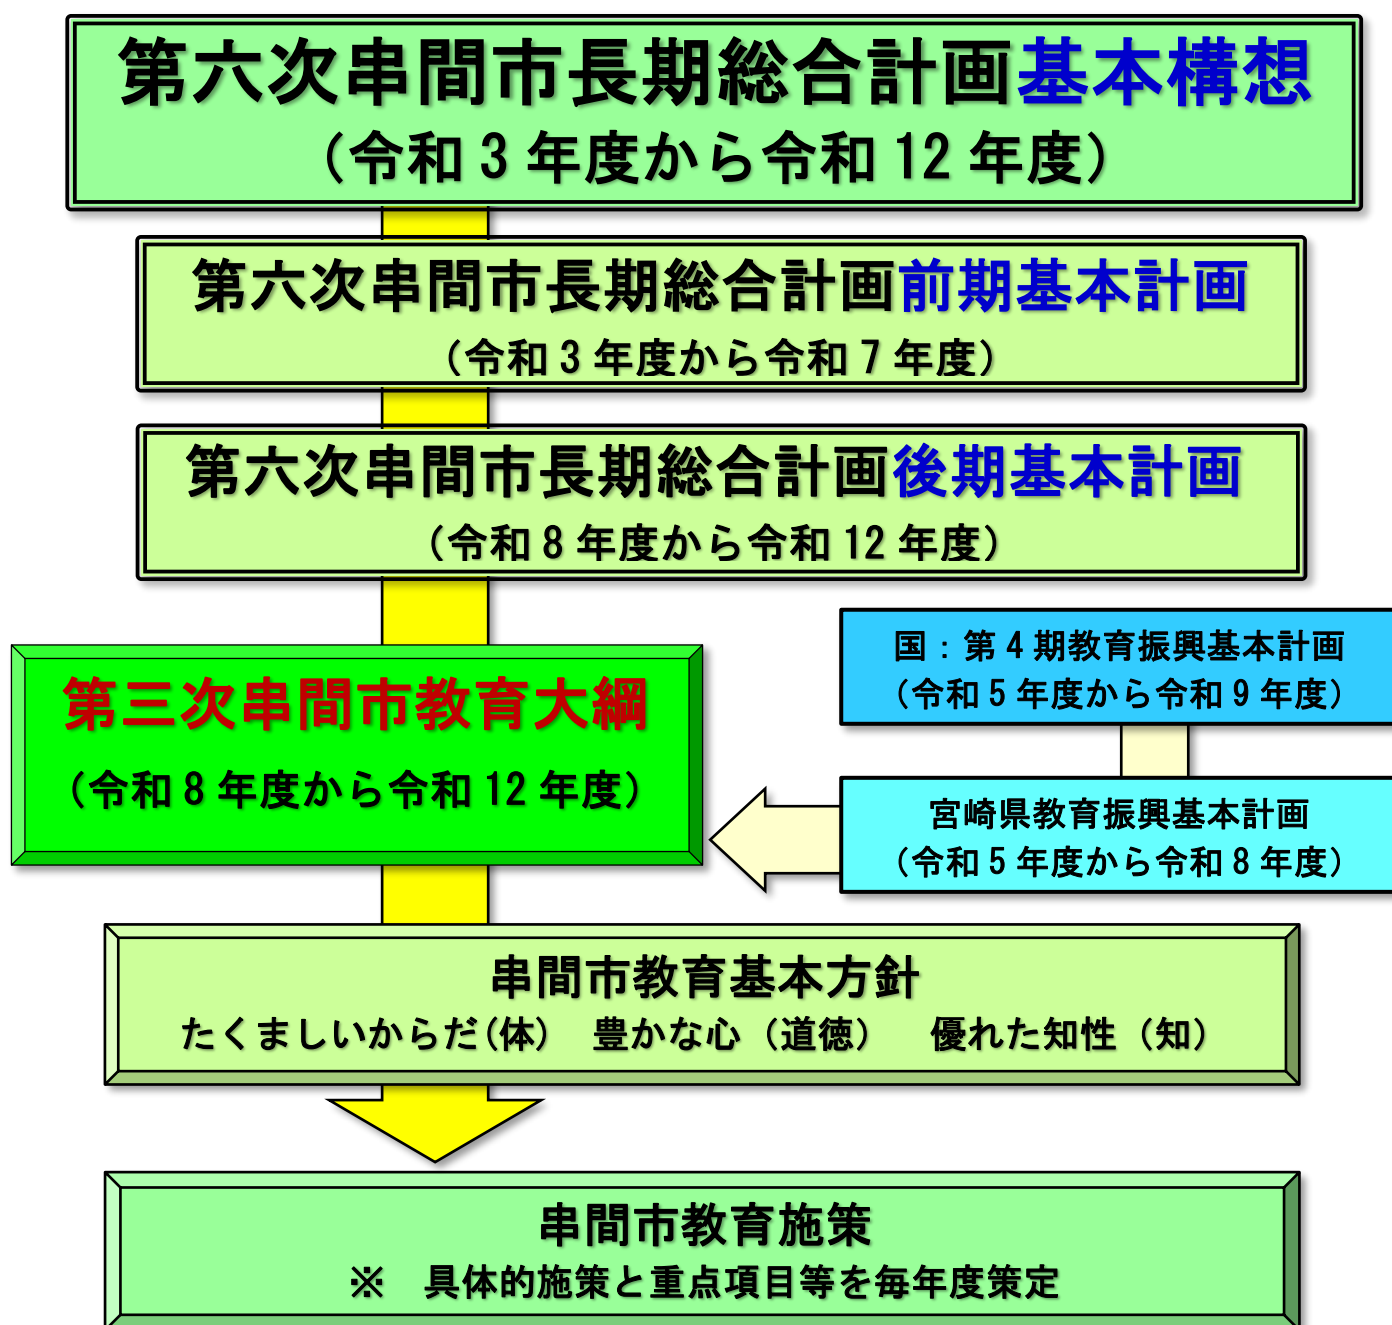 第六次串間市長期総合計画基本構想
（令和３年度から令和 12 年度）
第六次串間市長期総合計画前期基本計画
（令和３年度から令和７年度）
第六次串間市長期総合計画後期基本計画
（令和８年度から令和 12 年度）
第三次串間市教育大綱
（令和８年度から令和 12 年度）
国：第４期教育振興基本計画
（令和５年度から令和９年度）
宮崎県教育振興基本計画
（令和５年度から令和８年度）
串間市教育基本方針
たくましいからだ(体)　豊かな心（道徳）　優れた知性（知）
串間市教育施策
※　具体的施策と重点項目等を毎年度策定